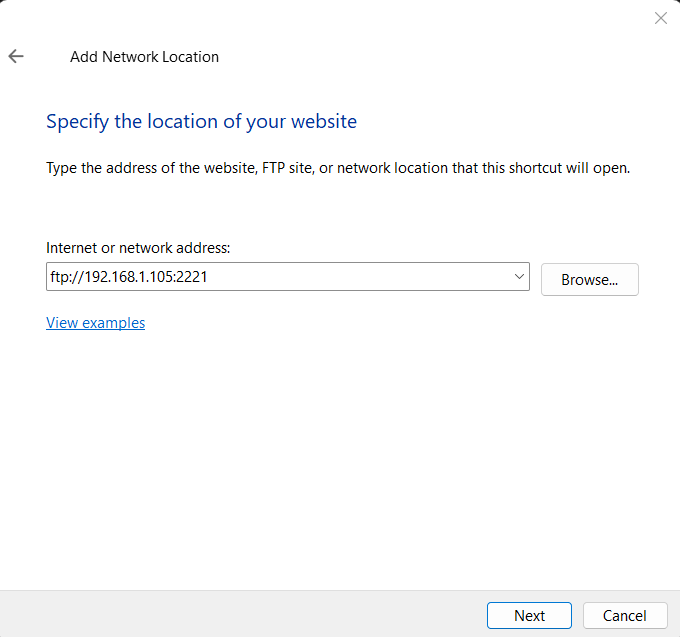 Add Network Location
Specify the location of your website
Type the address of the website, FTP site, or network location that this shortcut will open.
Internet or network address:
ftp://192.168.1.105:2221
Browse...
View examples
Next
Cancel